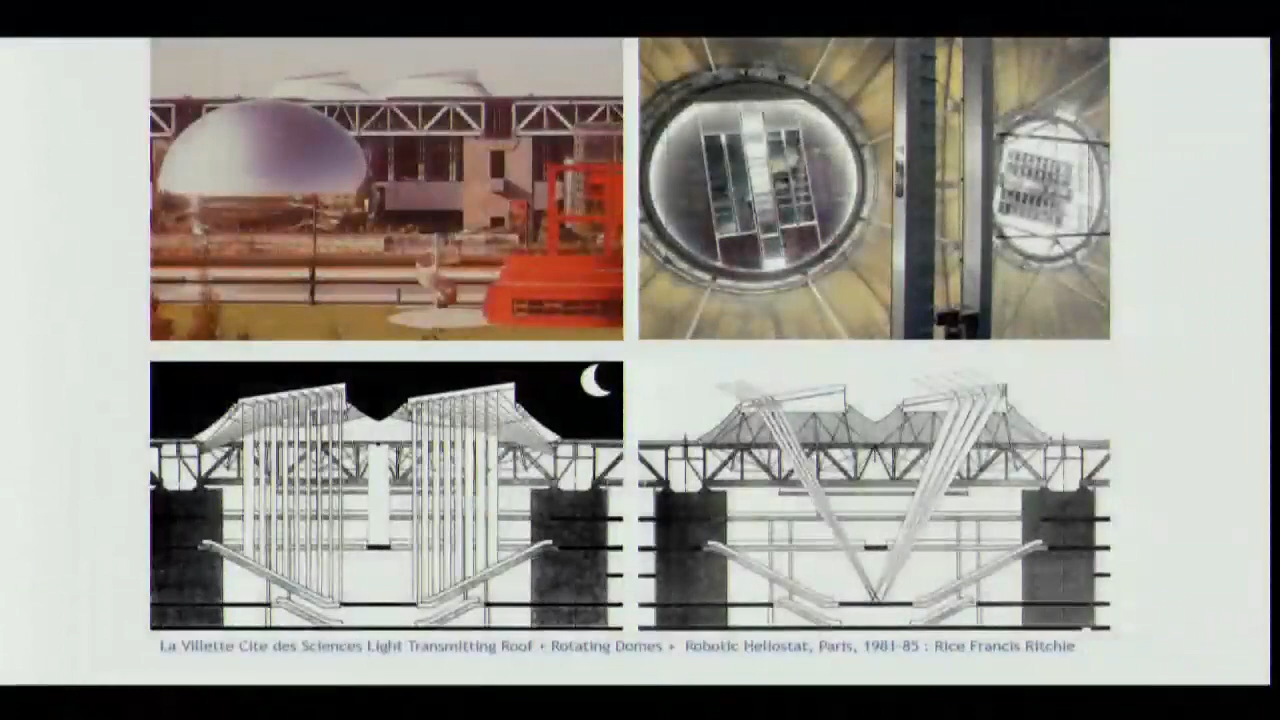 La Villette Cite des Sciences Light Transmitting Roof + Rotating Domes + Robotic Heliostat, Paris, 1981-85 : Rice Francis Ritchie